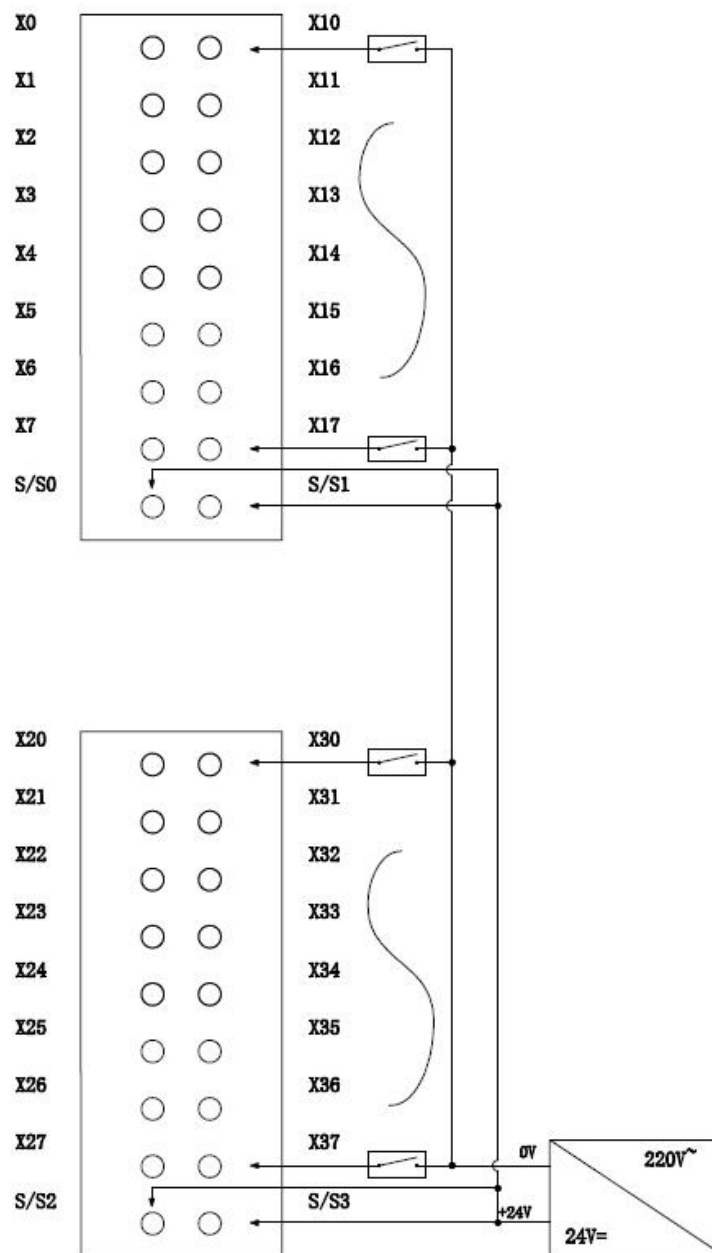 X0 X10
X1 X11
X2 X12
X3 X13
X4 X14
X5 X15
X6 X16
X7 X17
S/S0 S/S1
X20 X30
X21 X31
X22 X32
X23 X33
X24 X34
X25 X35
X26 X36
X27 X37 0V 220V~
S/S2 S/S3 +24V
24V=